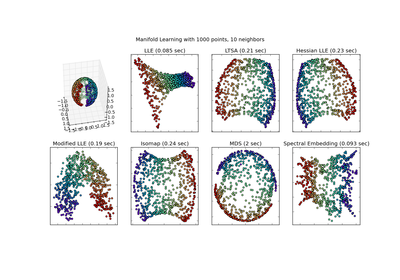 Manifold Learning with 1000 points, 10 neighbors
LLE (0.085 sec)
LTSA (0.21 sec)
Hessian LLE (0.23 sec)
Modified LLE (0.19 sec)
Isomap (0.24 sec)
MDS (2 sec)
Spectral Embedding (0.093 sec)